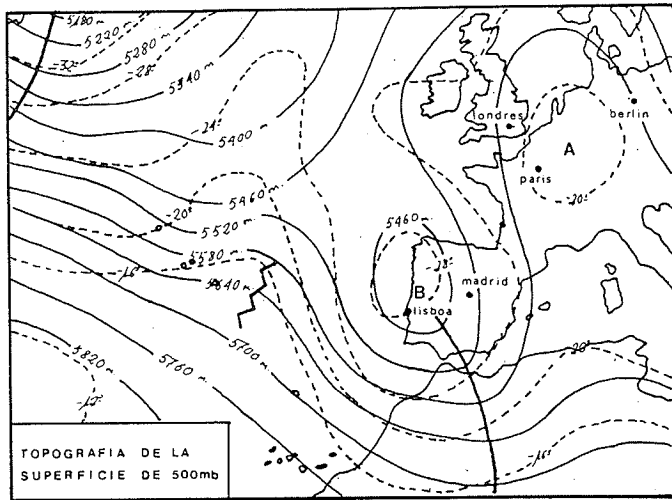 5180
5220
5280 m.
-32°
-28°
5340 m.
-24°
5400 m.
londres
berlin
A
paris
-20°
5460 m.
5460
-20°
5520 m.
5580 m.
-16°
5640 m.
-18°
B
madrid
lisboa
5700 m.
5760 m.
5820 m.
-20°
-12°
-16°
TOPOGRAFIA DE LA
SUPERFICIE DE 500mb